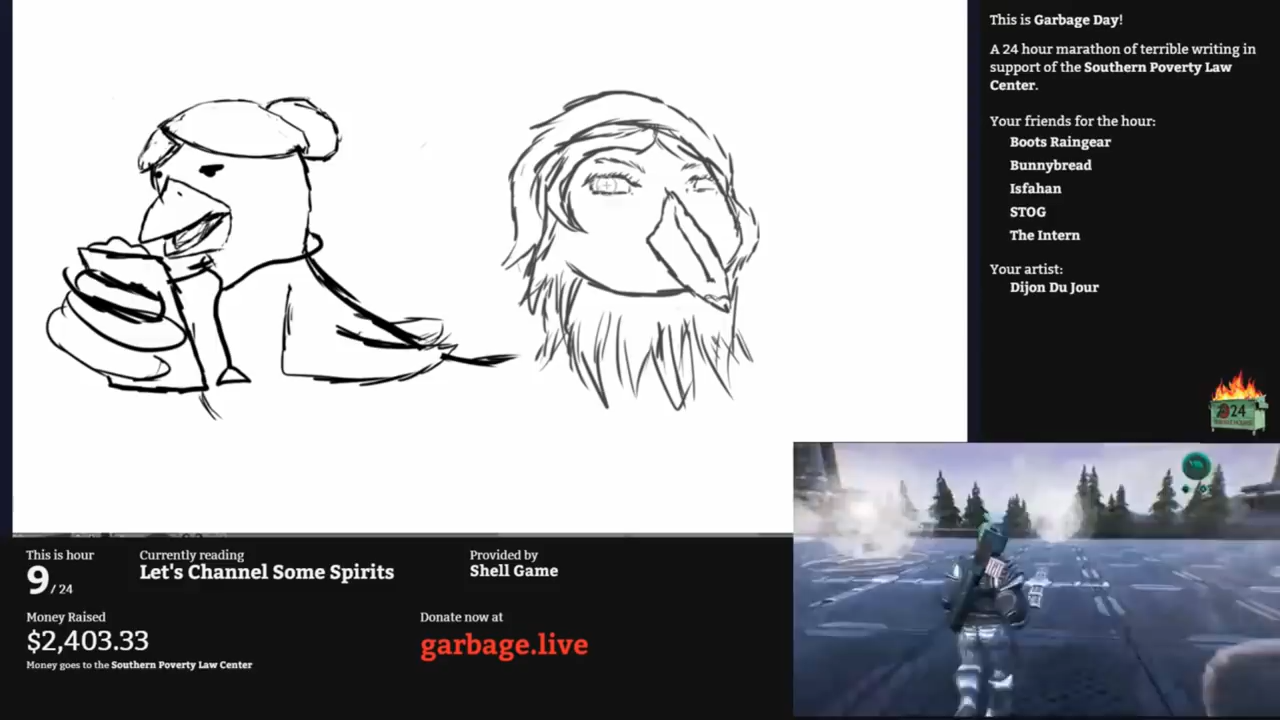 This is Garbage Day!
A 24 hour marathon of terrible writing in
support of the Southern Poverty Law
Center.
Your friends for the hour:
Boots Raingear
Bunnybread
Isfahan
STOG
The Intern
Your artist:
Dijon Du Jour
This is hour
9 / 24
Currently reading
Let's Channel Some Spirits
Provided by
Shell Game
Money Raised
$2,403.33
Money goes to the Southern Poverty Law Center
Donate now at
garbage.live